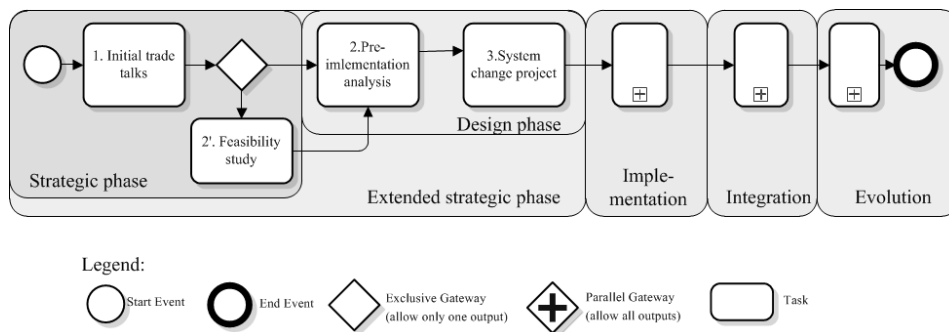 1. Initial trade
talks
2.Pre-
imlementation
analysis
3.System
change project
2'. Feasibility
study
Design phase
Strategic phase
Extended strategic phase
Imple-
mentation
Integration
Evolution
Legend:
Start Event
End Event
Exclusive Gateway
(allow only one output)
Parallel Gateway
(allow all outputs)
Task